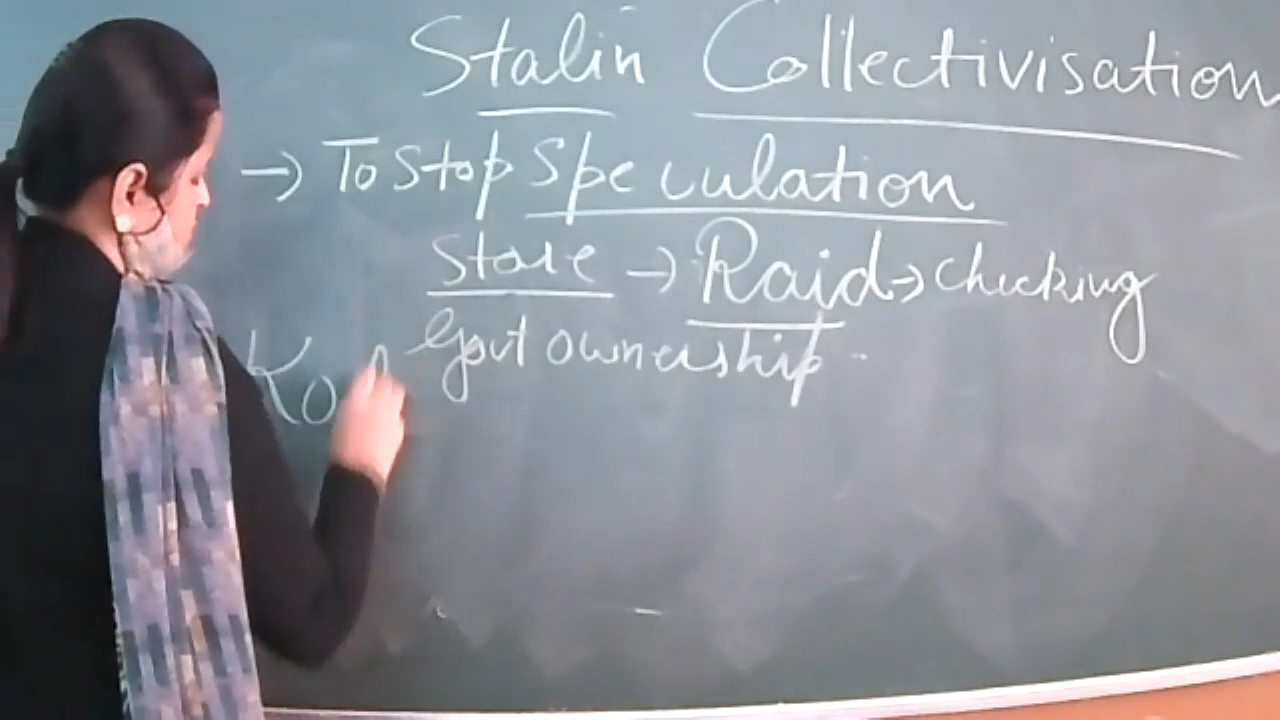 Stalin Collectivisation
→ To stop speculation
Store → Raid → checking
Govt ownership
Ko